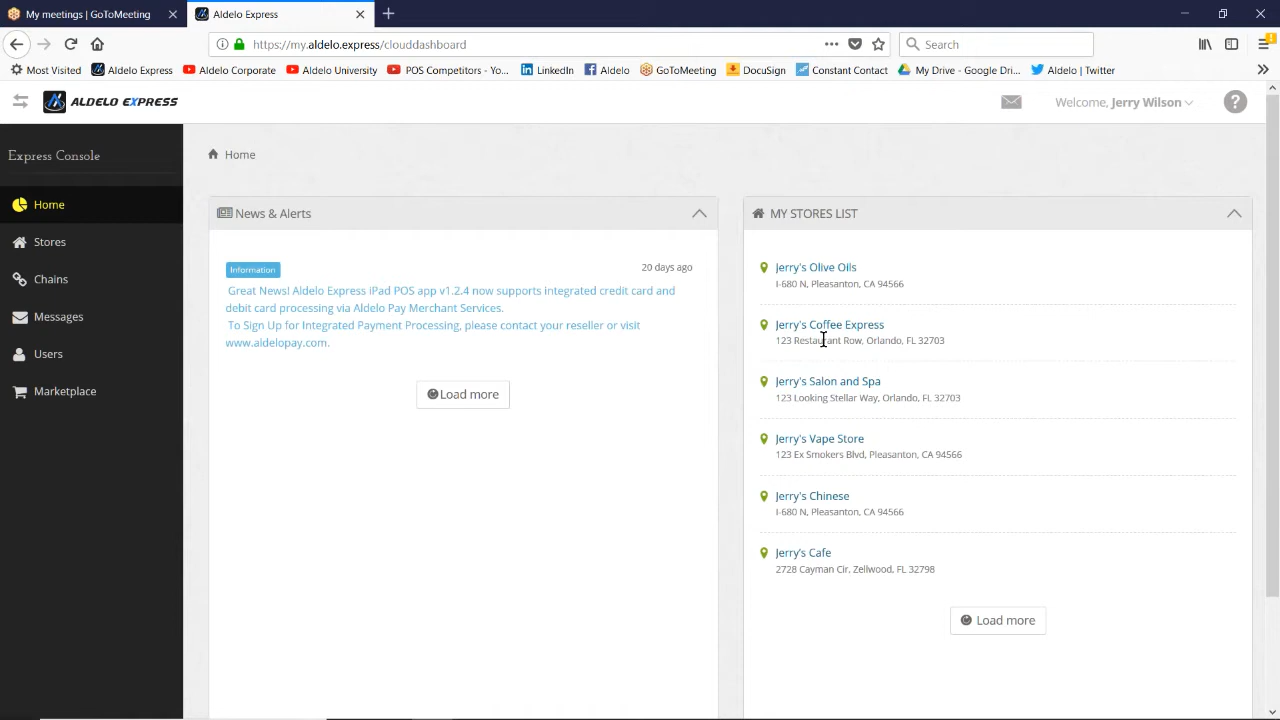 My meetings | GoToMeeting
Aldelo Express
https://my.aldelo.express/clouddashboard
Search
Most Visited
Aldelo Express
Aldelo Corporate
Aldelo University
POS Competitors - Yo...
LinkedIn
Aldelo
GoToMeeting
DocuSign
Constant Contact
My Drive - Google Dri...
Aldelo | Twitter
ALDELO EXPRESS
Welcome, Jerry Wilson
?
Express Console
Home
Stores
Chains
Messages
Users
Marketplace
Home
News & Alerts
Information
20 days ago
Great News! Aldelo Express iPad POS app v1.2.4 now supports integrated credit card and
debit card processing via Aldelo Pay Merchant Services.
To Sign Up for Integrated Payment Processing, please contact your reseller or visit
www.aldelopay.com.
Load more
MY STORES LIST
Jerry's Olive Oils
I-680 N, Pleasanton, CA 94566
Jerry's Coffee Express
123 Restaurant Row, Orlando, FL 32703
Jerry's Salon and Spa
123 Looking Stellar Way, Orlando, FL 32703
Jerry's Vape Store
123 Ex Smokers Blvd, Pleasanton, CA 94566
Jerry's Chinese
I-680 N, Pleasanton, CA 94566
Jerry's Cafe
2728 Cayman Cir, Zellwood, FL 32798
Load more